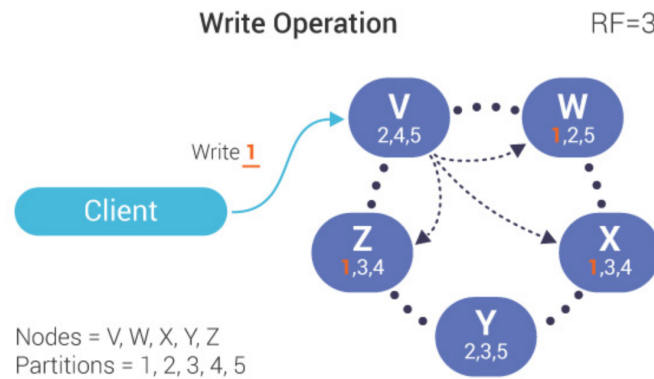 Write Operation
RF=3
V
2,4,5
W
1,2,5
Write 1
Client
Z
1,3,4
X
1,3,4
Y
2,3,5
Nodes = V, W, X, Y, Z
Partitions = 1, 2, 3, 4, 5